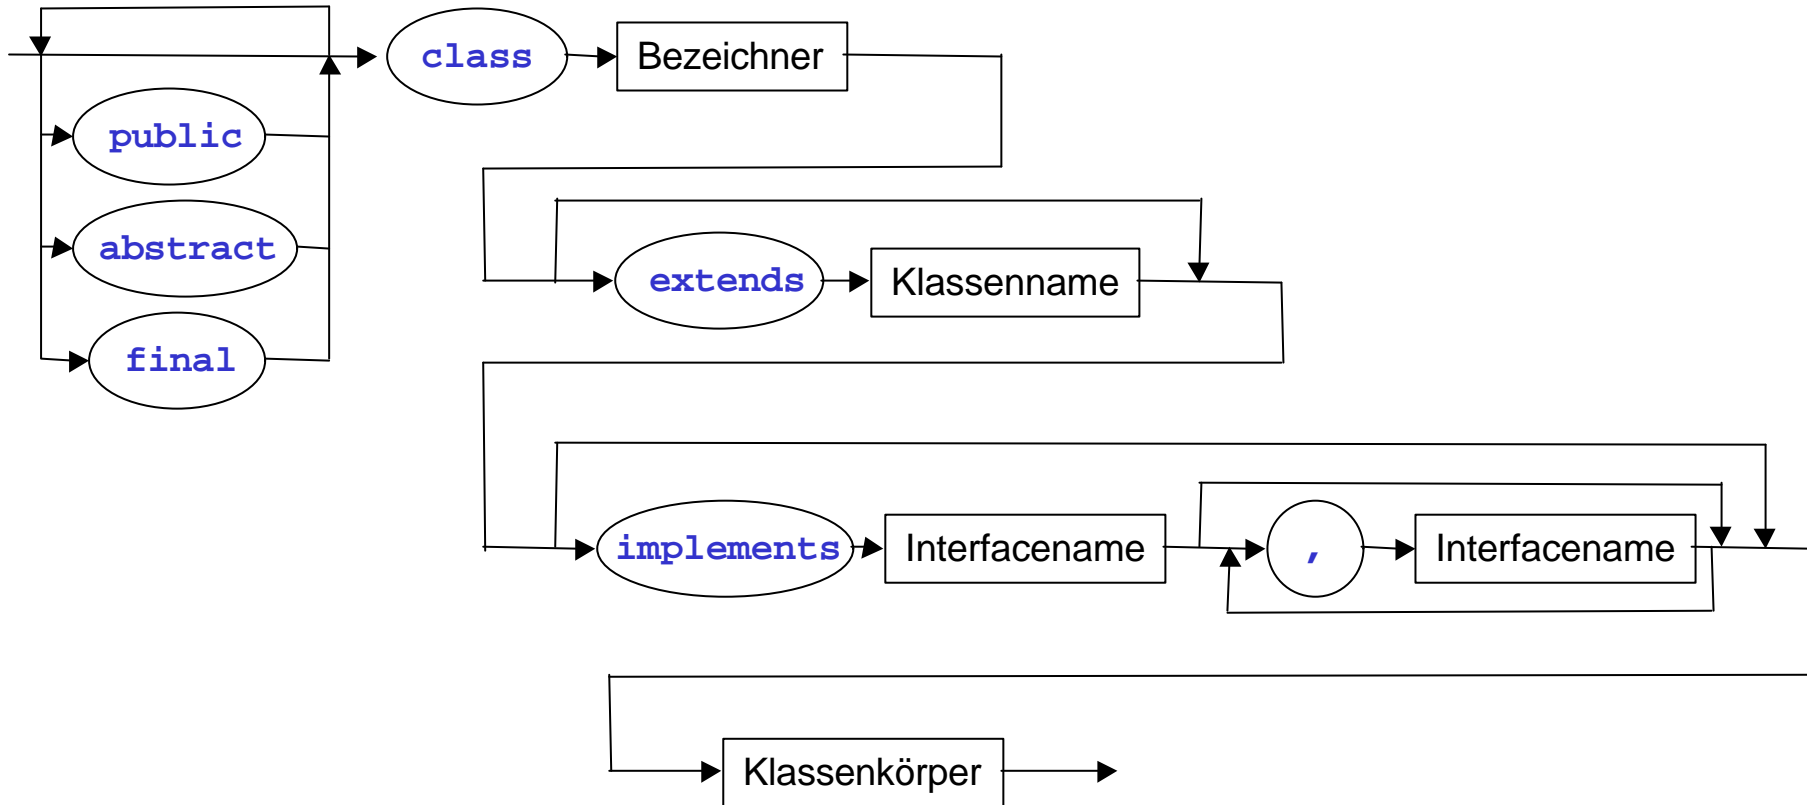 class Bezeichner
public
abstract
extends Klassenname
final
implements Interfacename , Interfacename
Klassenkörper